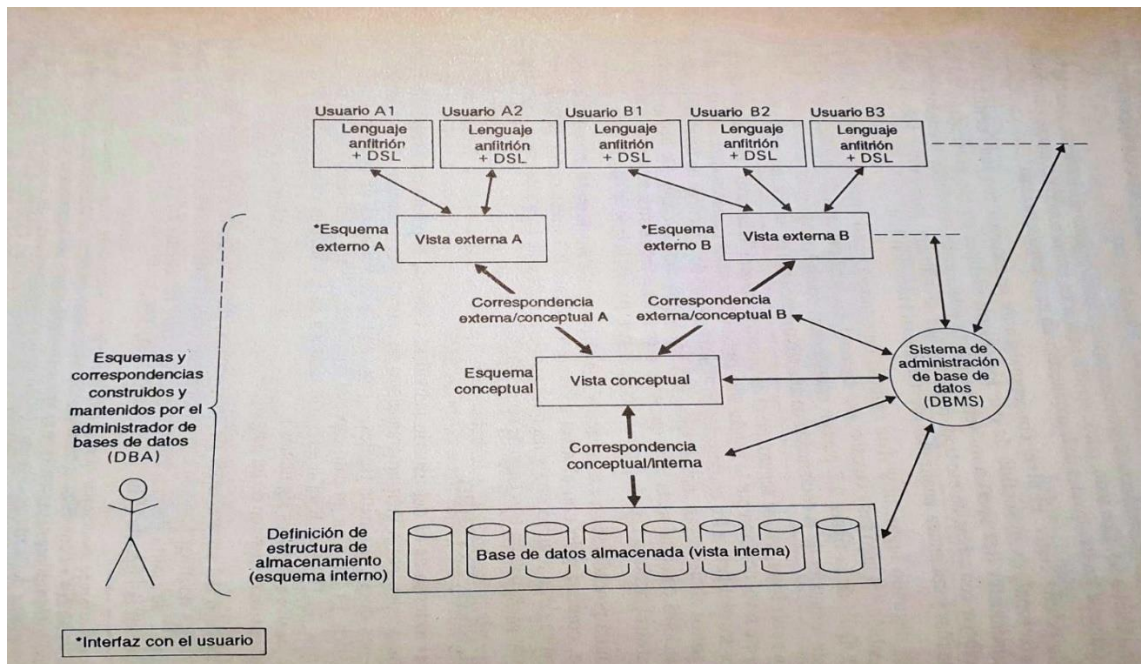 Usuario A1
Usuario A2
Usuario B1
Usuario B2
Usuario B3
Lenguaje
anfitrión
+ DSL
Lenguaje
anfitrión
+ DSL
Lenguaje
anfitrión
+ DSL
Lenguaje
anfitrión
+ DSL
Lenguaje
anfitrión
+ DSL
*Esquema
externo A
Vista externa A
*Esquema
externo B
Vista externa B
Correspondencia
externa/conceptual A
Correspondencia
externa/conceptual B
Esquemas y
correspondencias
construidos y
mantenidos por el
administrador de
bases de datos
(DBA)
Esquema
conceptual
Vista conceptual
Sistema de
administración
de base de
datos
(DBMS)
Correspondencia
conceptual/interna
Definición de
estructura de
almacenamiento
(esquema interno)
Base de datos almacenada (vista interna)
*Interfaz con el usuario